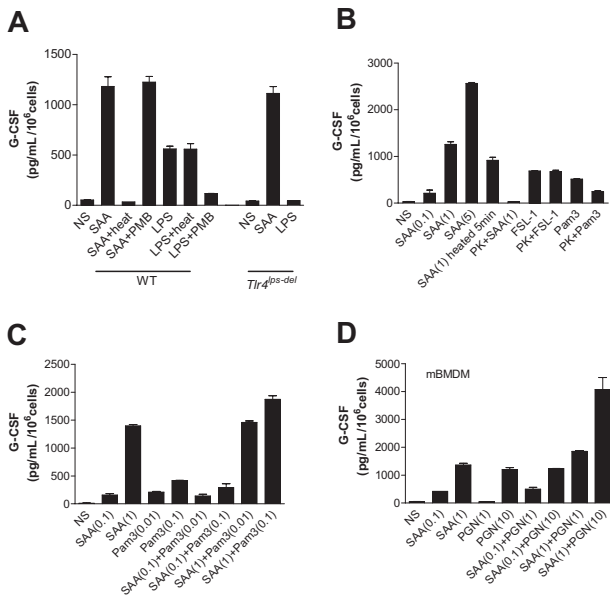 A
G-CSF
(pg/mL/10⁶cells)
1500
1000
500
0
NS
SAA
SAA+heat
SAA+PMB
LPS
LPS+heat
LPS+PMB
NS
SAA
LPS
WT
Tlr4^lps-del
B
G-CSF
(pg/mL/10⁶cells)
3000
2000
1000
0
NS
SAA(0.1)
SAA(1)
SAA(5)
SAA(1) heated 5min
PK+SAA(1)
FSL-1
PK+FSL-1
Pam3
PK+Pam3
C
G-CSF
(pg/mL/10⁶cells)
2500
2000
1500
1000
500
0
NS
SAA(0.1)
SAA(1)
Pam3(0.01)
Pam3(0.1)
SAA(0.1)+Pam3(0.01)
SAA(0.1)+Pam3(0.1)
SAA(1)+Pam3(0.01)
SAA(1)+Pam3(0.1)
D
mBMDM
G-CSF
(pg/mL/10⁶cells)
5000
4000
3000
2000
1000
0
NS
SAA(0.1)
SAA(1)
PGN(1)
PGN(10)
SAA(0.1)+PGN(1)
SAA(0.1)+PGN(10)
SAA(1)+PGN(1)
SAA(1)+PGN(10)